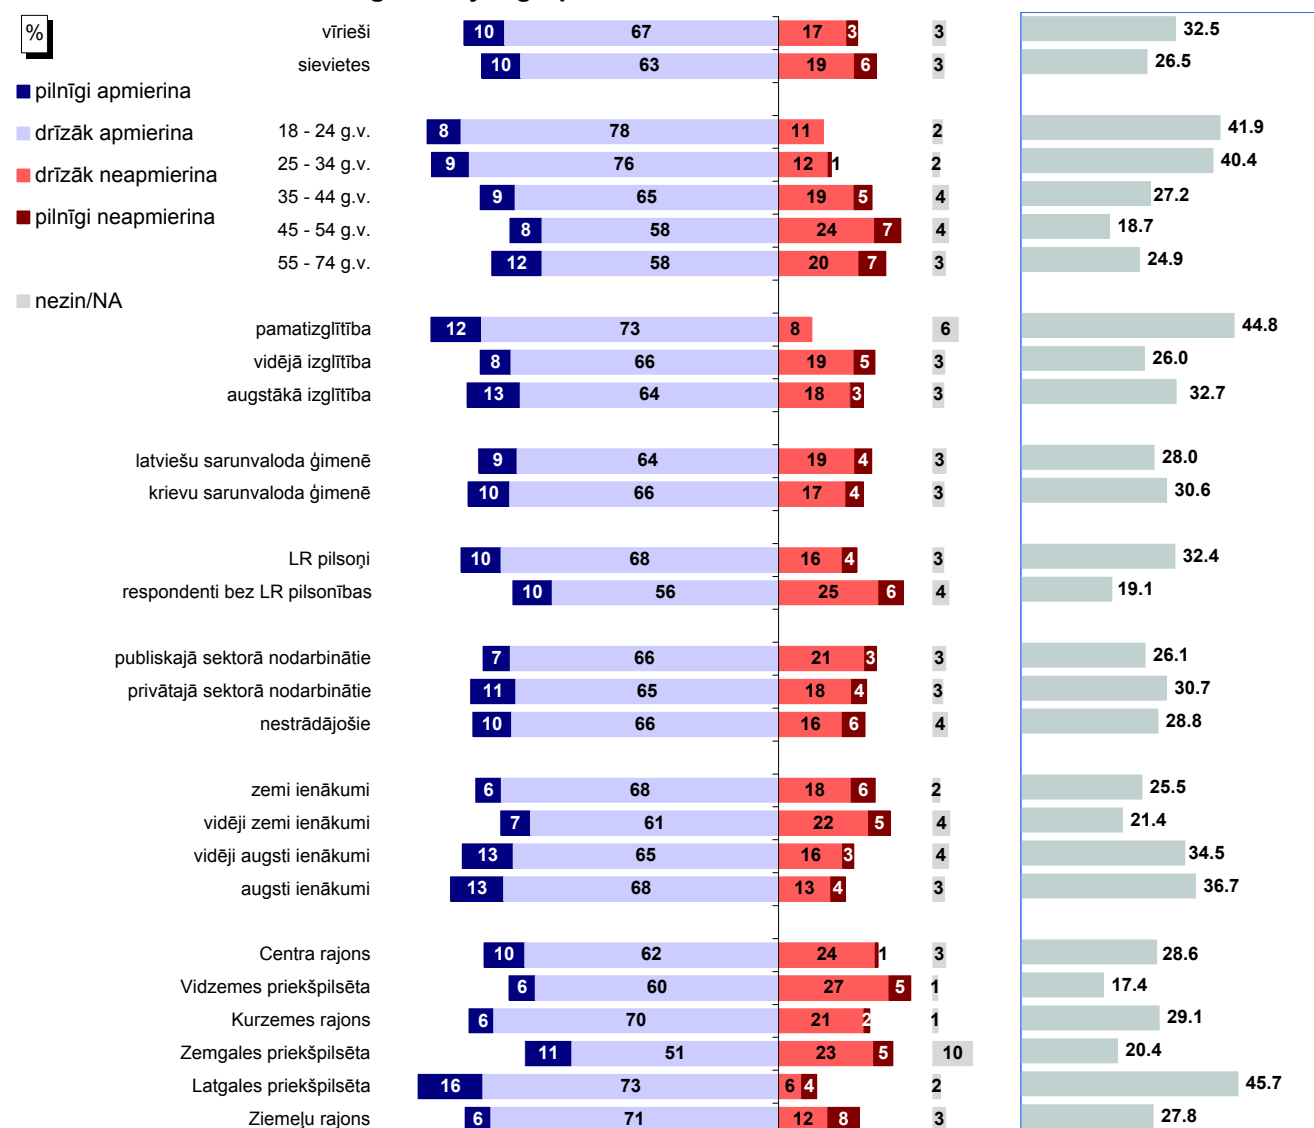 %
pilnīgi apmierina
drīzāk apmierina
drīzāk neapmierina
pilnīgi neapmierina
nezin/NA
vīrieši 10 67 17 3 3 32.5
sievietes 10 63 19 6 3 26.5
18 - 24 g.v. 8 78 11 2 41.9
25 - 34 g.v. 9 76 12 1 2 40.4
35 - 44 g.v. 9 65 19 5 4 27.2
45 - 54 g.v. 8 58 24 7 4 18.7
55 - 74 g.v. 12 58 20 7 3 24.9
pamatizglītība 12 73 8 6 44.8
vidējā izglītība 8 66 19 5 3 26.0
augstākā izglītība 13 64 18 3 3 32.7
latviešu sarunvaloda ģimenē 9 64 19 4 3 28.0
krievu sarunvaloda ģimenē 10 66 17 4 3 30.6
LR pilsoņi 10 68 16 4 3 32.4
respondenti bez LR pilsonības 10 56 25 6 4 19.1
publiskajā sektorā nodarbinātie 7 66 21 3 3 26.1
privātajā sektorā nodarbinātie 11 65 18 4 3 30.7
nestrādājošie 10 66 16 6 4 28.8
zemi ienākumi 6 68 18 6 2 25.5
vidēji zemi ienākumi 7 61 22 5 4 21.4
vidēji augsti ienākumi 13 65 16 3 4 34.5
augsti ienākumi 13 68 13 4 3 36.7
Centra rajons 10 62 24 1 3 28.6
Vidzemes priekšpilsēta 6 60 27 5 1 17.4
Kurzemes rajons 6 70 21 2 1 29.1
Zemgales priekšpilsēta 11 51 23 5 10 20.4
Latgales priekšpilsēta 16 73 6 4 2 45.7
Ziemeļu rajons 6 71 12 8 3 27.8